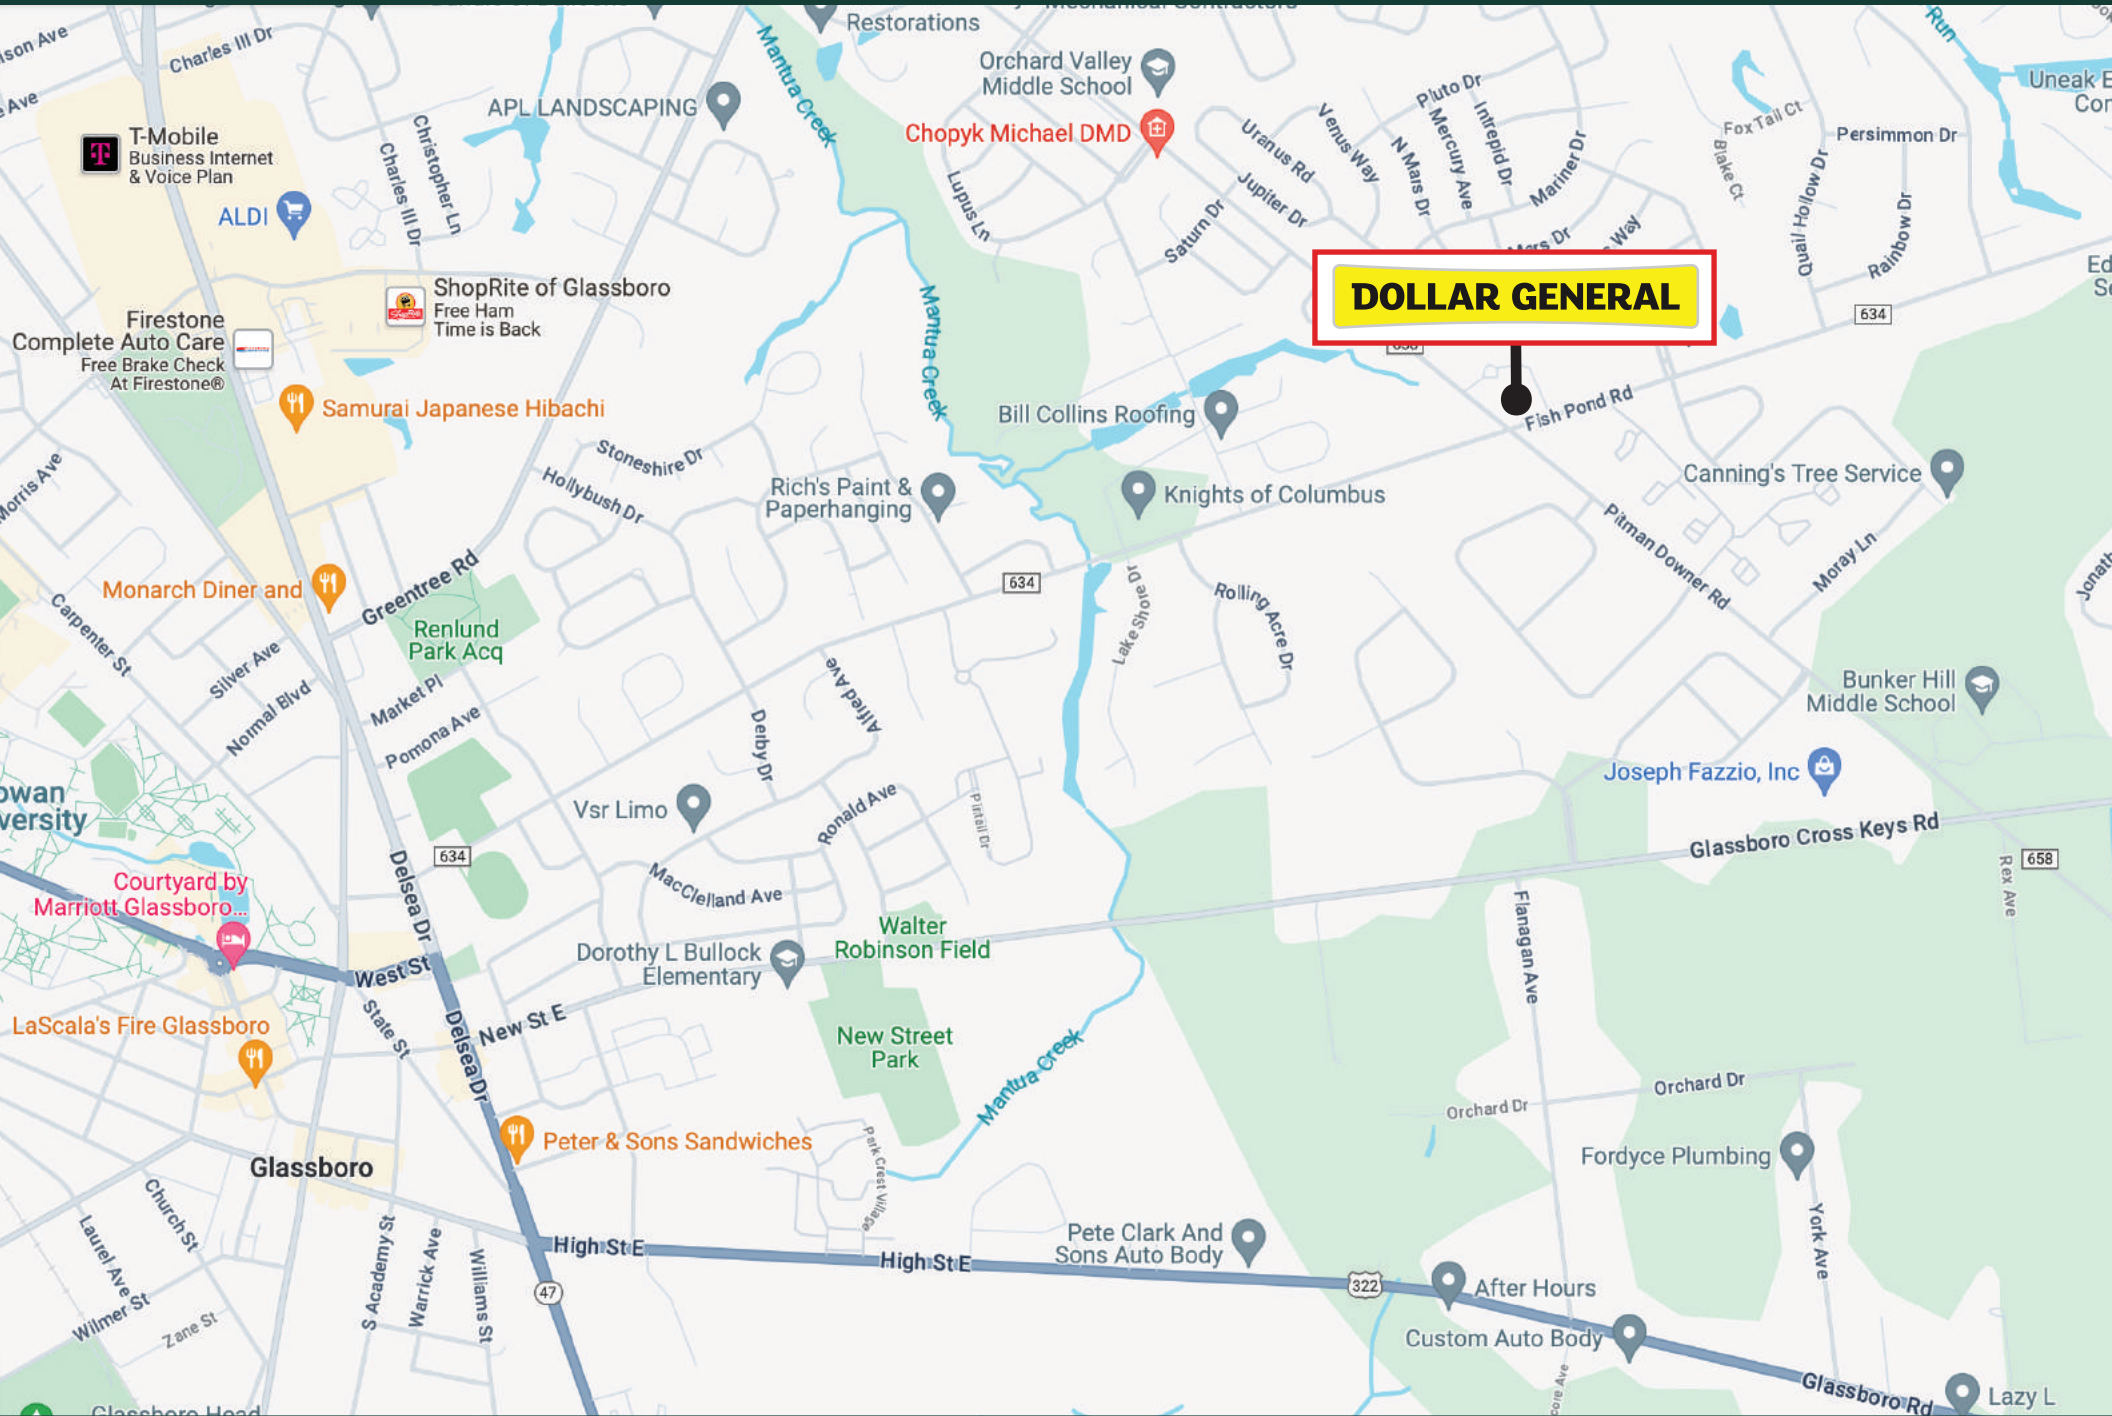 Restorations
Orchard Valley
Middle School
Charles III Dr
APL LANDSCAPING
Mantua Creek
Chopyk Michael DMD
Pluto Dr
Venus Way
Uranus Rd
Mercury Ave
Intrepid Dr
N Mars Dr
Mariner Dr
Jupiter Dr
Saturn Dr
Lupus Ln
Fox Tail Ct
Blake Ct
Persimmon Dr
Quail Hollow Dr
Rainbow Dr
Run
T-Mobile
Business Internet
& Voice Plan
Christopher Ln
Charles III Dr
ALDI
ShopRite of Glassboro
Free Ham
Time is Back
Firestone
Complete Auto Care
Free Brake Check
At Firestone®
Mars Dr
Way
DOLLAR GENERAL
634
Mantua Creek
Samurai Japanese Hibachi
Bill Collins Roofing
Fish Pond Rd
Stoneshire Dr
Hollybush Dr
Rich's Paint &
Paperhanging
Knights of Columbus
Canning's Tree Service
Morris Ave
Pitman Downer Rd
Moray Ln
Monarch Diner and
Greentree Rd
634
Lake Shore Dr
Rolling Acre Dr
Carpenter St
Renlund
Park Acq
Silver Ave
Normal Blvd
Market Pl
Pomona Ave
Alfred Ave
Derby Dr
Bunker Hill
Middle School
Joseph Fazzio, Inc
Vsr Limo
Ronald Ave
Pintail Dr
Glassboro Cross Keys Rd
658
Rex Ave
634
Delsea Dr
MacClelland Ave
Courtyard by
Marriott Glassboro...
Walter
Robinson Field
Dorothy L Bullock
Elementary
Flanagan Ave
West St
State St
New St E
Delsea Dr
LaScala's Fire Glassboro
New Street
Park
Mantua Creek
Orchard Dr
Orchard Dr
Peter & Sons Sandwiches
Park Crest Village
Fordyce Plumbing
York Ave
Glassboro
Church St
Laurel Ave
Wilmer St
Zane St
S Academy St
Warrick Ave
Williams St
High St E
High St E
47
Pete Clark And
Sons Auto Body
322
After Hours
Custom Auto Body
Glassboro Rd
Lazy L